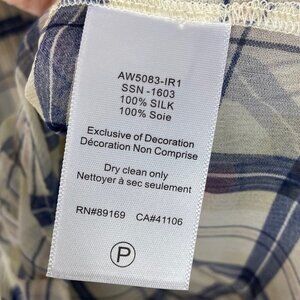 AW5083-IR1
SSN -1603
100% SILK
100% Soie
Exclusive of Decoration
Décoration Non Comprise
Dry clean only
Nettoyer à sec seulement
RN#89169 CA#41106
P